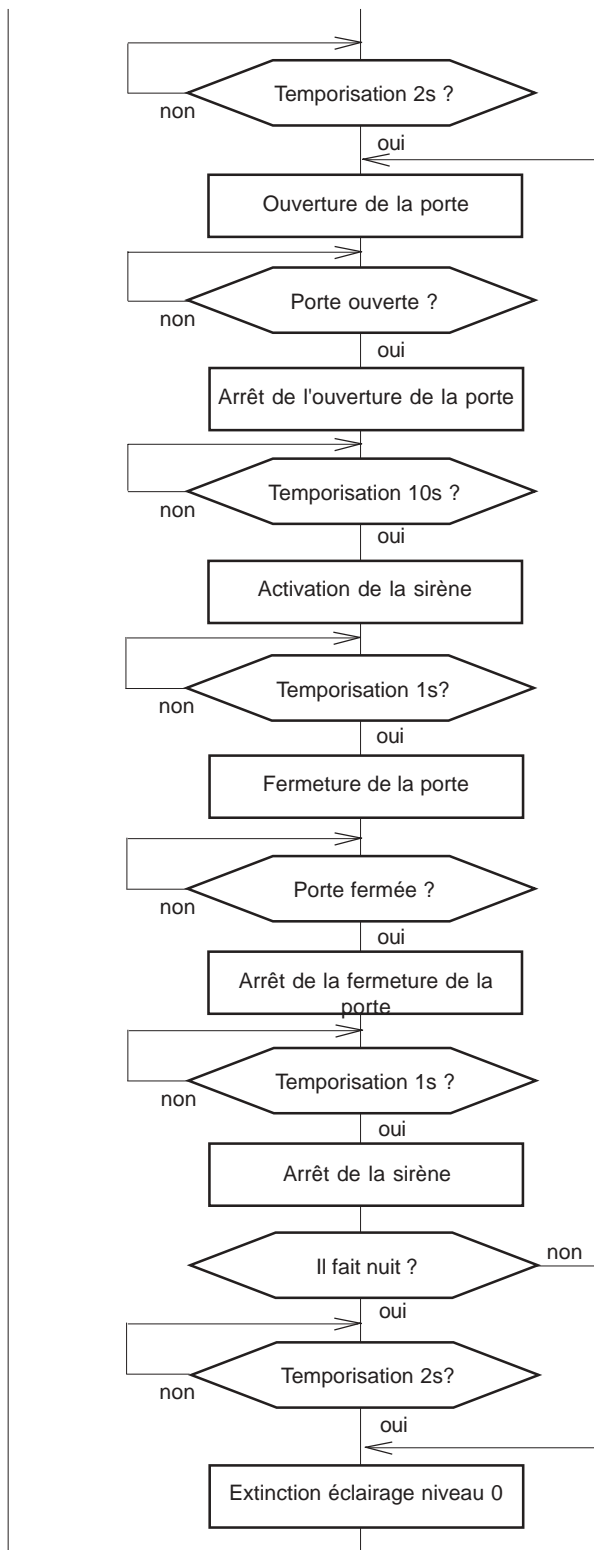 Temporisation 2s ?
non
oui
Ouverture de la porte
Porte ouverte ?
non
oui
Arrêt de l'ouverture de la porte
Temporisation 10s ?
non
oui
Activation de la sirène
Temporisation 1s?
non
oui
Fermeture de la porte
Porte fermée ?
non
oui
Arrêt de la fermeture de la
porte
Temporisation 1s ?
non
oui
Arrêt de la sirène
Il fait nuit ?
non
oui
Temporisation 2s?
non
oui
Extinction éclairage niveau 0